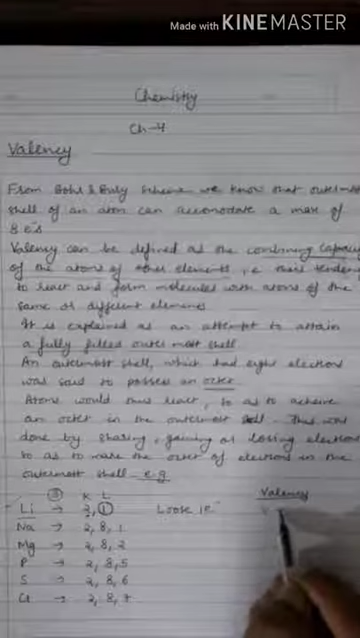 Made with KINEMASTER
Chemistry
Ch-4
Valency
From Bohr & Bury Scheme we know that outermost
shell of an atom can accomodate a max of
8 e⁻s
Valency can be defined as the combining capacity
of the atoms of other elements, i.e their tendency
to react and form molecules with atoms of the
same or different elements
It is explained as an attempt to attain
a fully filled outer most shell
An outermost shell, which had eight electrons
was said to possess an octet
Atoms would thus react, so as to achieve
an octet in the outermost shell. This was
done by sharing, gaining or losing electrons
so as to make the octet of electrons in the
outermost shell e.g
③ K L Valency
Li → 2, ① Loose 1e⁻
Na → 2, 8, 1
Mg → 2, 8, 2
P → 2, 8, 5
S → 2, 8, 6
Cl → 2, 8, 7